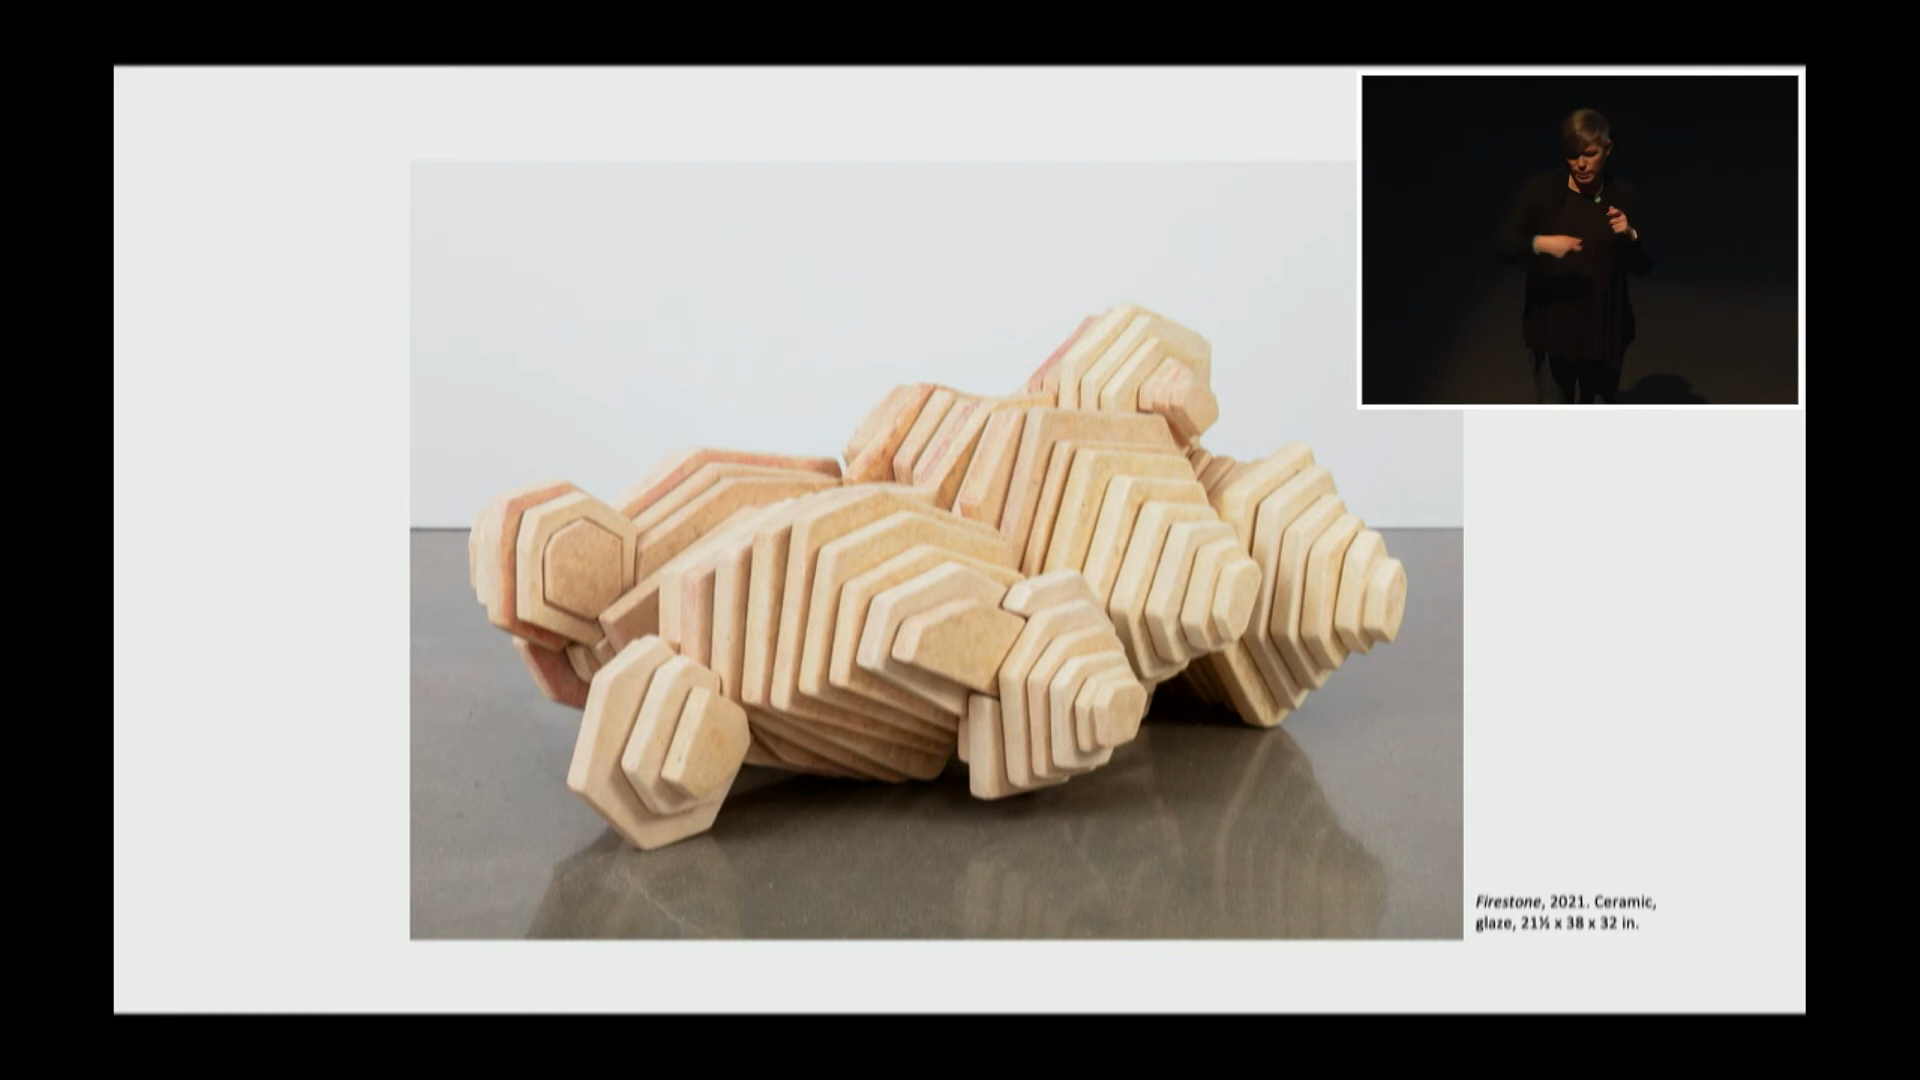 Firestone, 2021. Ceramic,
glaze, 21½ x 38 x 32 in.